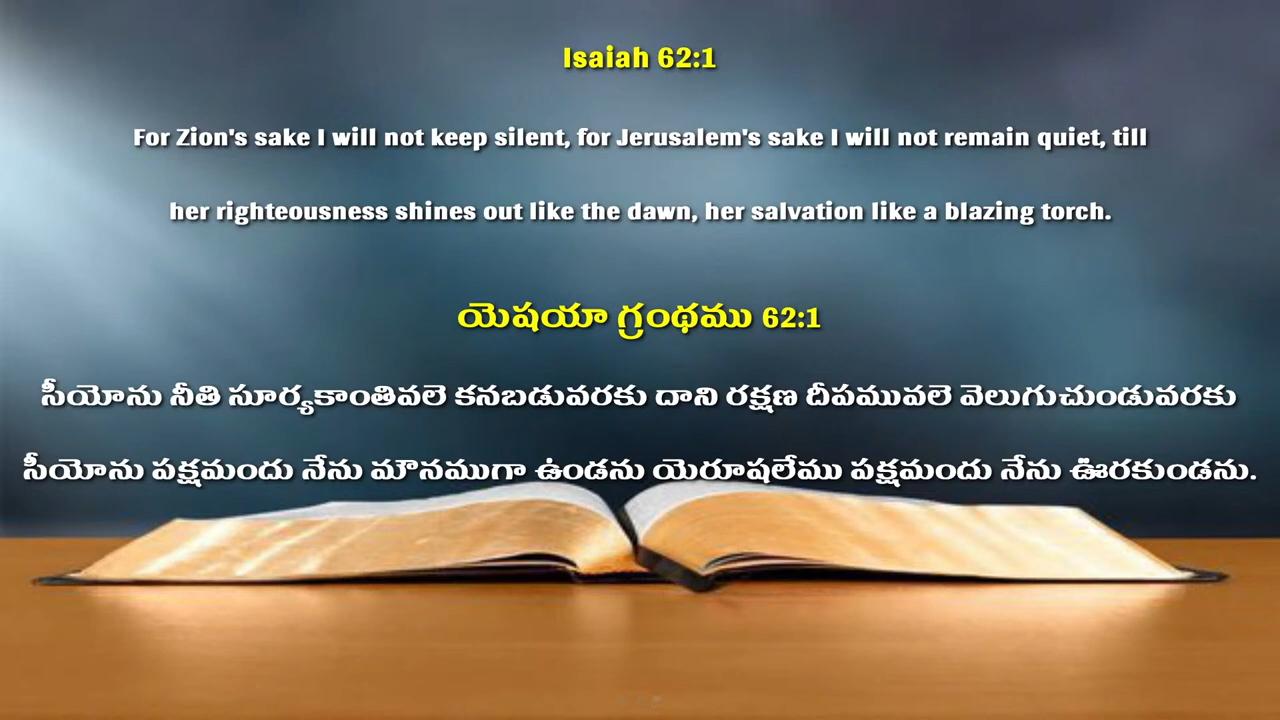 Isaiah 62:1
For Zion's sake I will not keep silent, for Jerusalem's sake I will not remain quiet, till
her righteousness shines out like the dawn, her salvation like a blazing torch.
యెషయా గ్రంథము 62:1
సీయోను నీతి సూర్యకాంతివలె కనబడువరకు దాని రక్షణ దీపమువలె వెలుగుచుండువరకు
సీయోను పక్షమందు నేను మౌనముగా ఉండను యెరూషలేము పక్షమందు నేను ఊరకుండను.